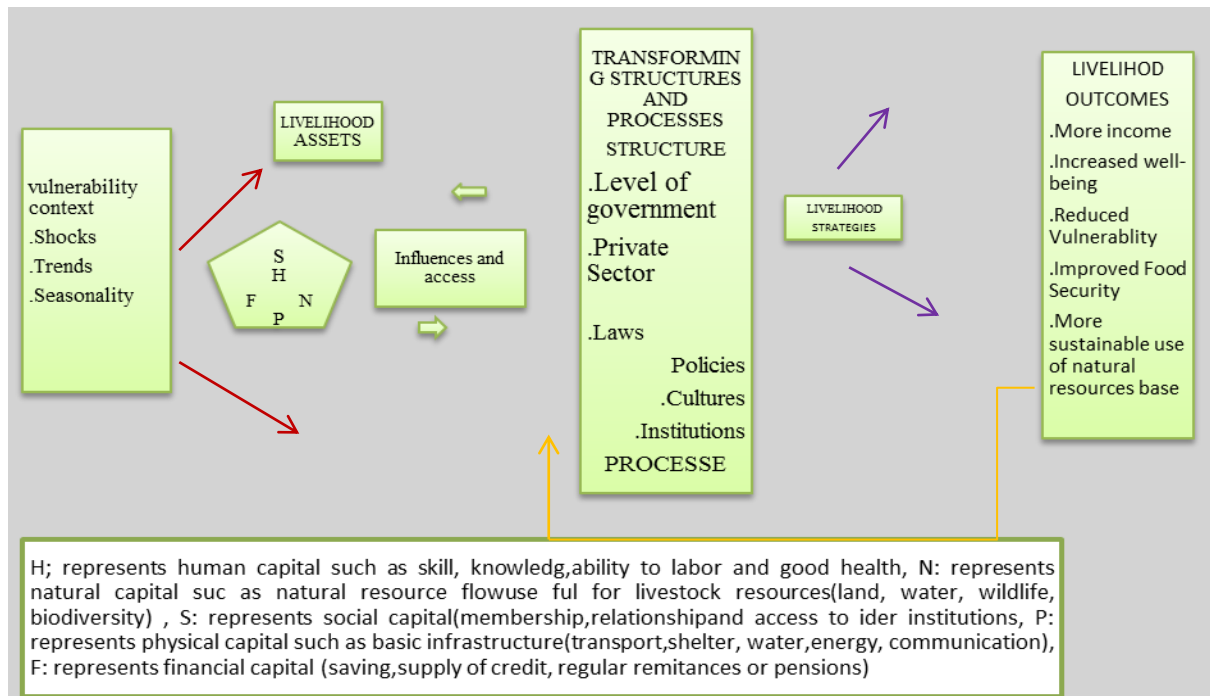 vulnerability
context
.Shocks
.Trends
.Seasonality
LIVELIHOOD
ASSETS
S
H
F N
P
Influences and
access
TRANSFORMIN
G STRUCTURES
AND
PROCESSES
STRUCTURE
.Level of
government
.Private
Sector
.Laws
Policies
.Cultures
.Institutions
PROCESSE
LIVELIHOOD
STRATEGIES
LIVELIHOD
OUTCOMES
.More income
.Increased well-
being
.Reduced
Vulnerablity
.Improved Food
Security
.More
sustainable use
of natural
resources base
H; represents human capital such as skill, knowledg,ability to labor and good health, N: represents
natural capital suc as natural resource flowuse ful for livestock resources(land, water, wildlife,
biodiversity) , S: represents social capital(membership,relationshipand access to ider institutions, P:
represents physical capital such as basic infrastructure(transport,shelter, water,energy, communication),
F: represents financial capital (saving,supply of credit, regular remitances or pensions)